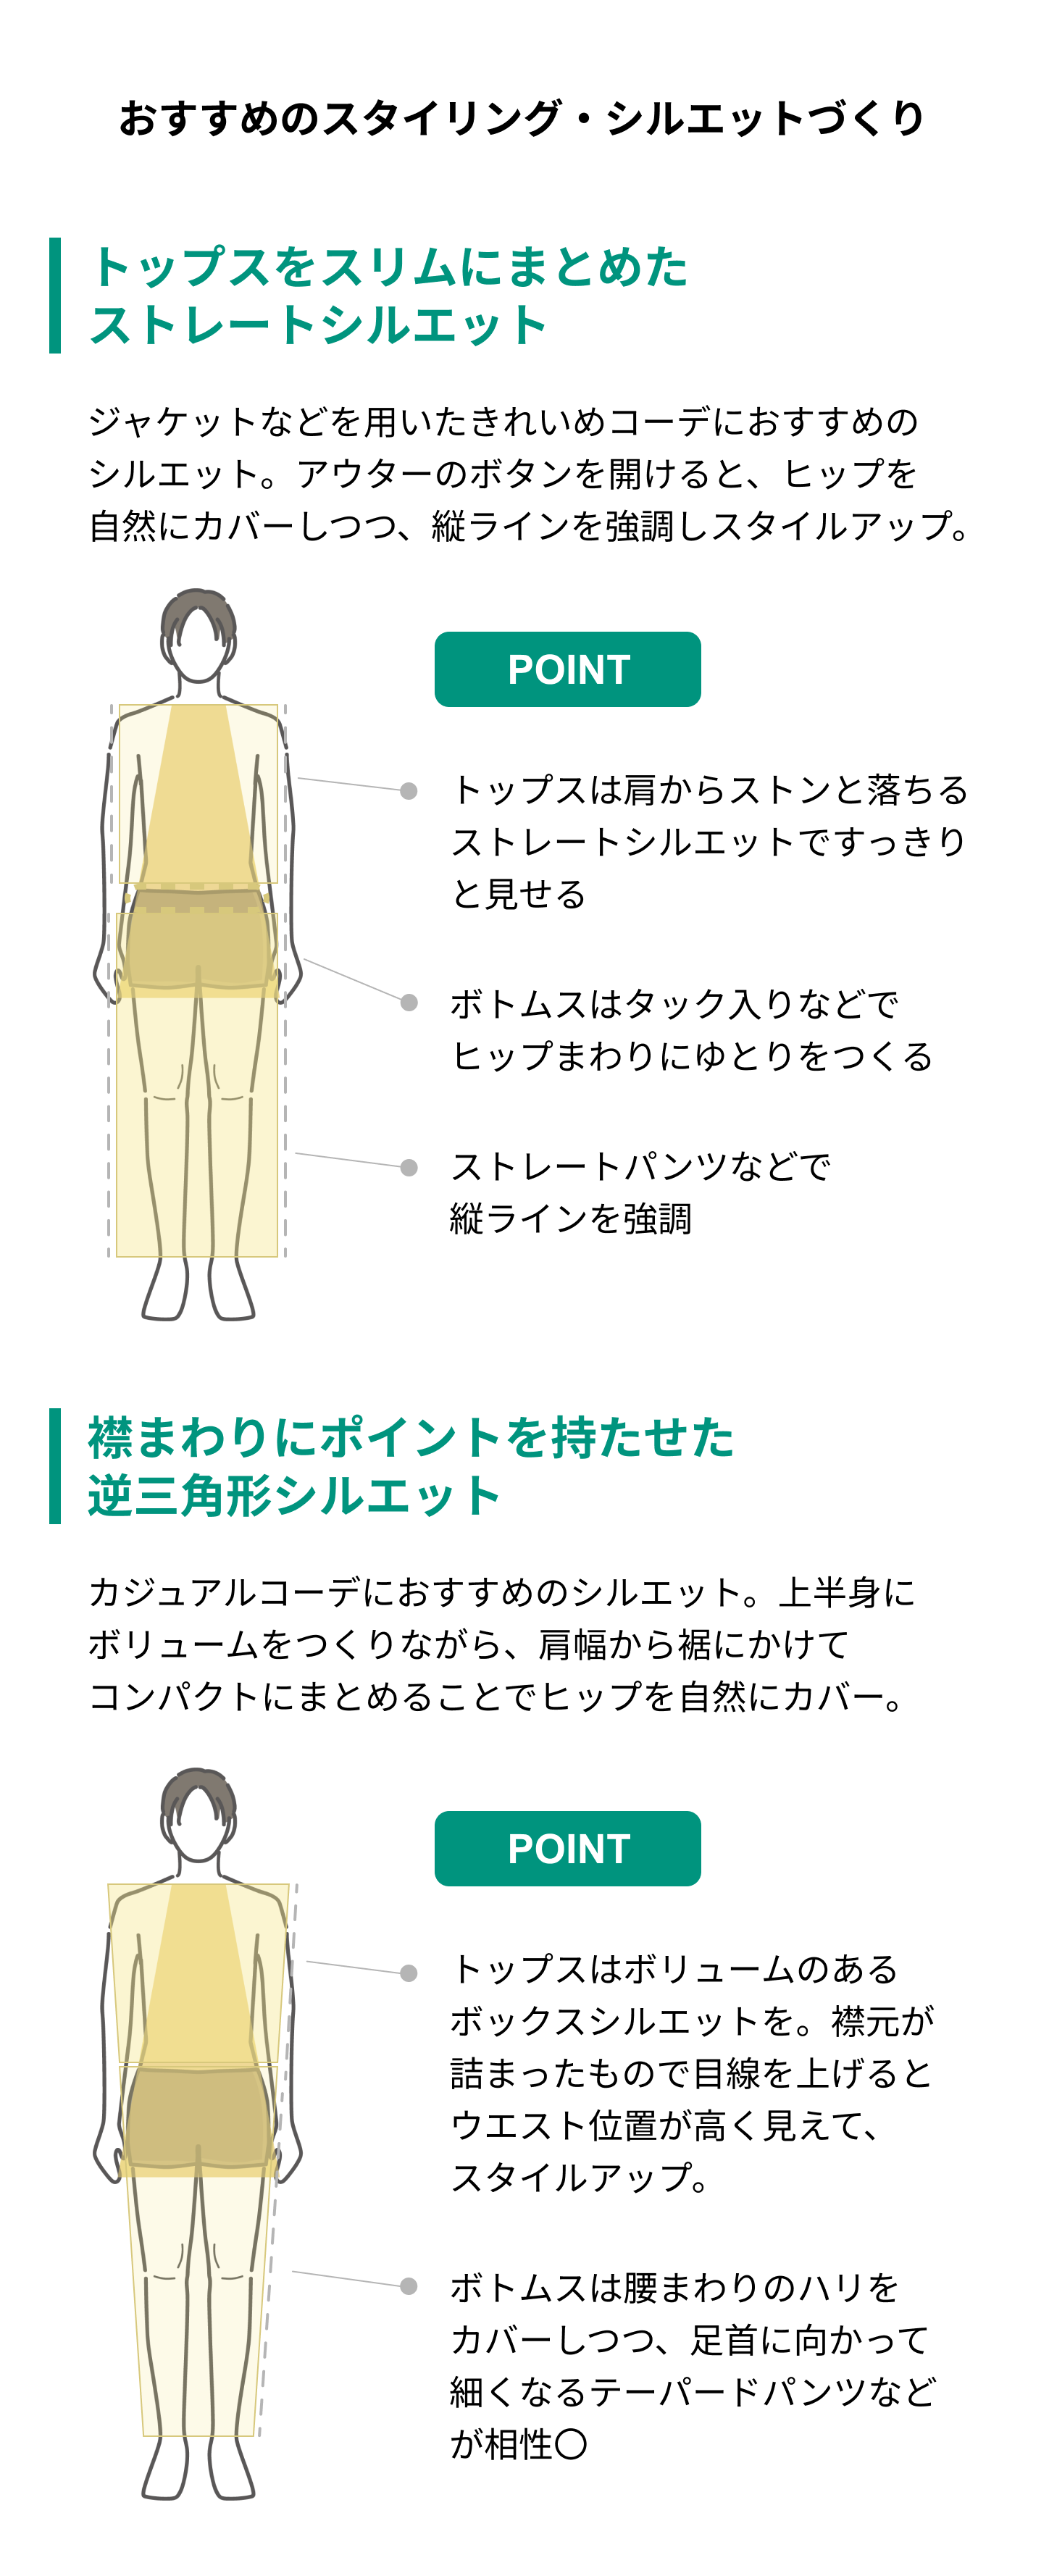 おすすめのスタイリング・シルエットづくり
トップスをスリムにまとめた
ストレートシルエット
ジャケットなどを用いたきれいめコーデにおすすめの
シルエット。アウターのボタンを開けると、ヒップを
自然にカバーしつつ、縦ラインを強調しスタイルアップ。
POINT
トップスは肩からストンと落ちる
ストレートシルエットですっきり
と見せる
ボトムスはタック入りなどで
ヒップまわりにゆとりをつくる
ストレートパンツなどで
縦ラインを強調
襟まわりにポイントを持たせた
逆三角形シルエット
カジュアルコーデにおすすめのシルエット。上半身に
ボリュームをつくりながら、肩幅から裾にかけて
コンパクトにまとめることでヒップを自然にカバー。
POINT
トップスはボリュームのある
ボックスシルエットを。襟元が
詰まったもので目線を上げると
ウエスト位置が高く見えて、
スタイルアップ。
ボトムスは腰まわりのハリを
カバーしつつ、足首に向かって
細くなるテーパードパンツなど
が相性〇